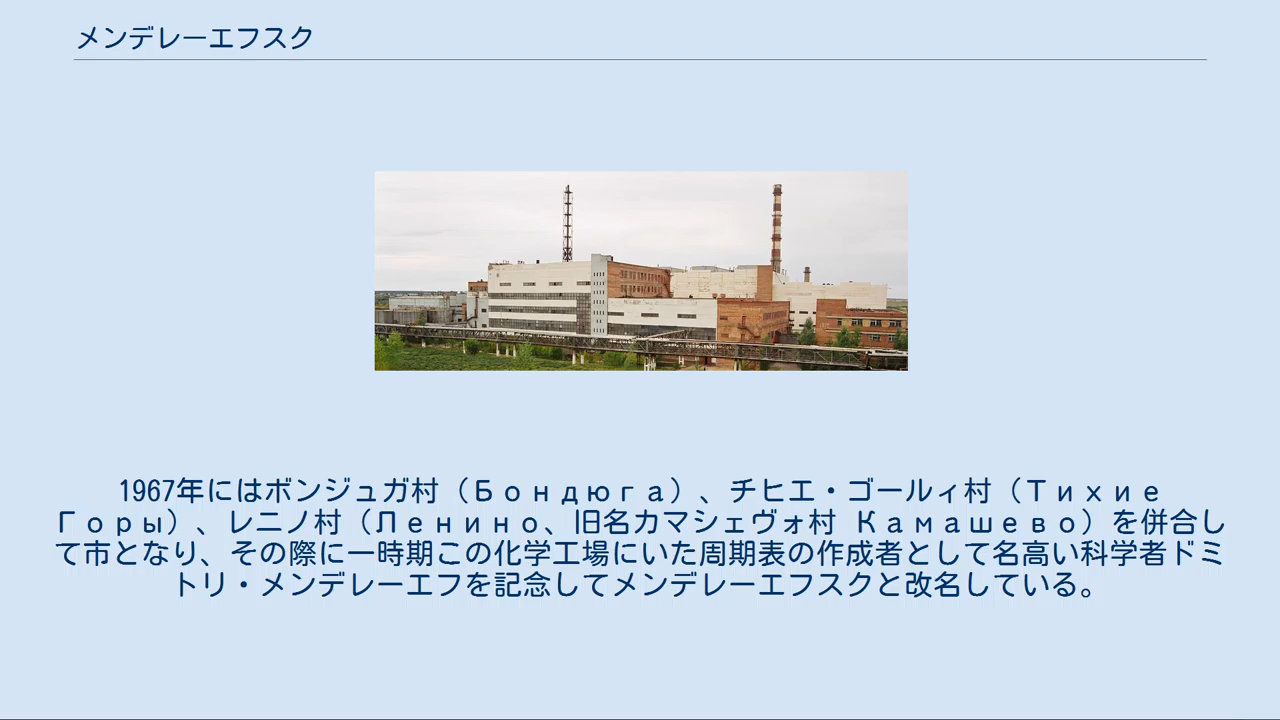 メンデレーエフスク
1967年にはボンジュガ村（Бондюга）、チヒエ・ゴールィ村（Тихие
Горы）、レニノ村（Ленино、旧名カマシェヴォ村 Камашево）を併合し
て市となり、その際に一時期この化学工場にいた周期表の作成者として名高い科学者ドミ
トリ・メンデレーエフを記念してメンデレーエフスクと改名している。